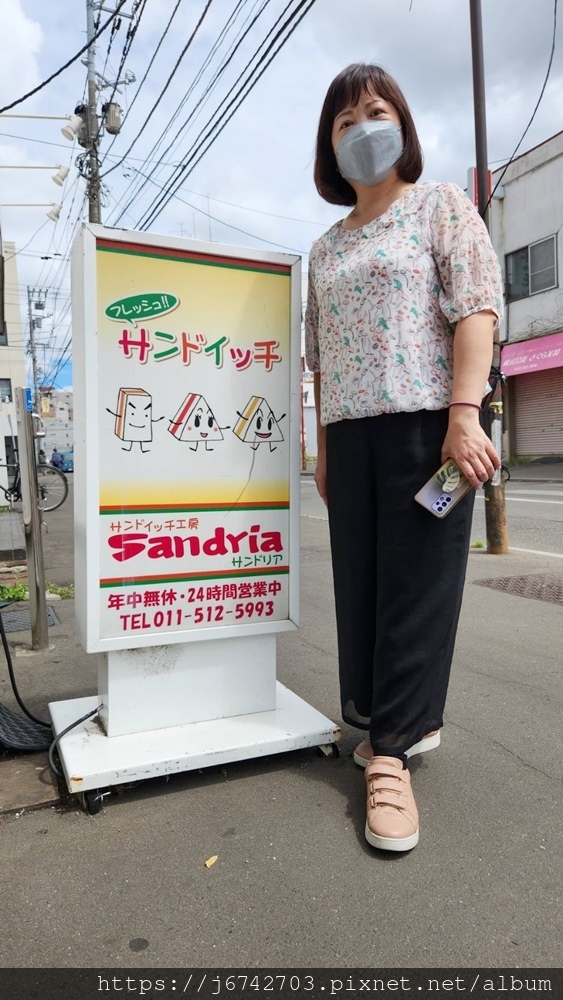 フレッシュ!!
サンドイッチ
サンドイッチ工房
Sandria
サンドリア
年中無休・24時間営業中
TEL 011-512-5993
https://j6742703.pixnet.net/album